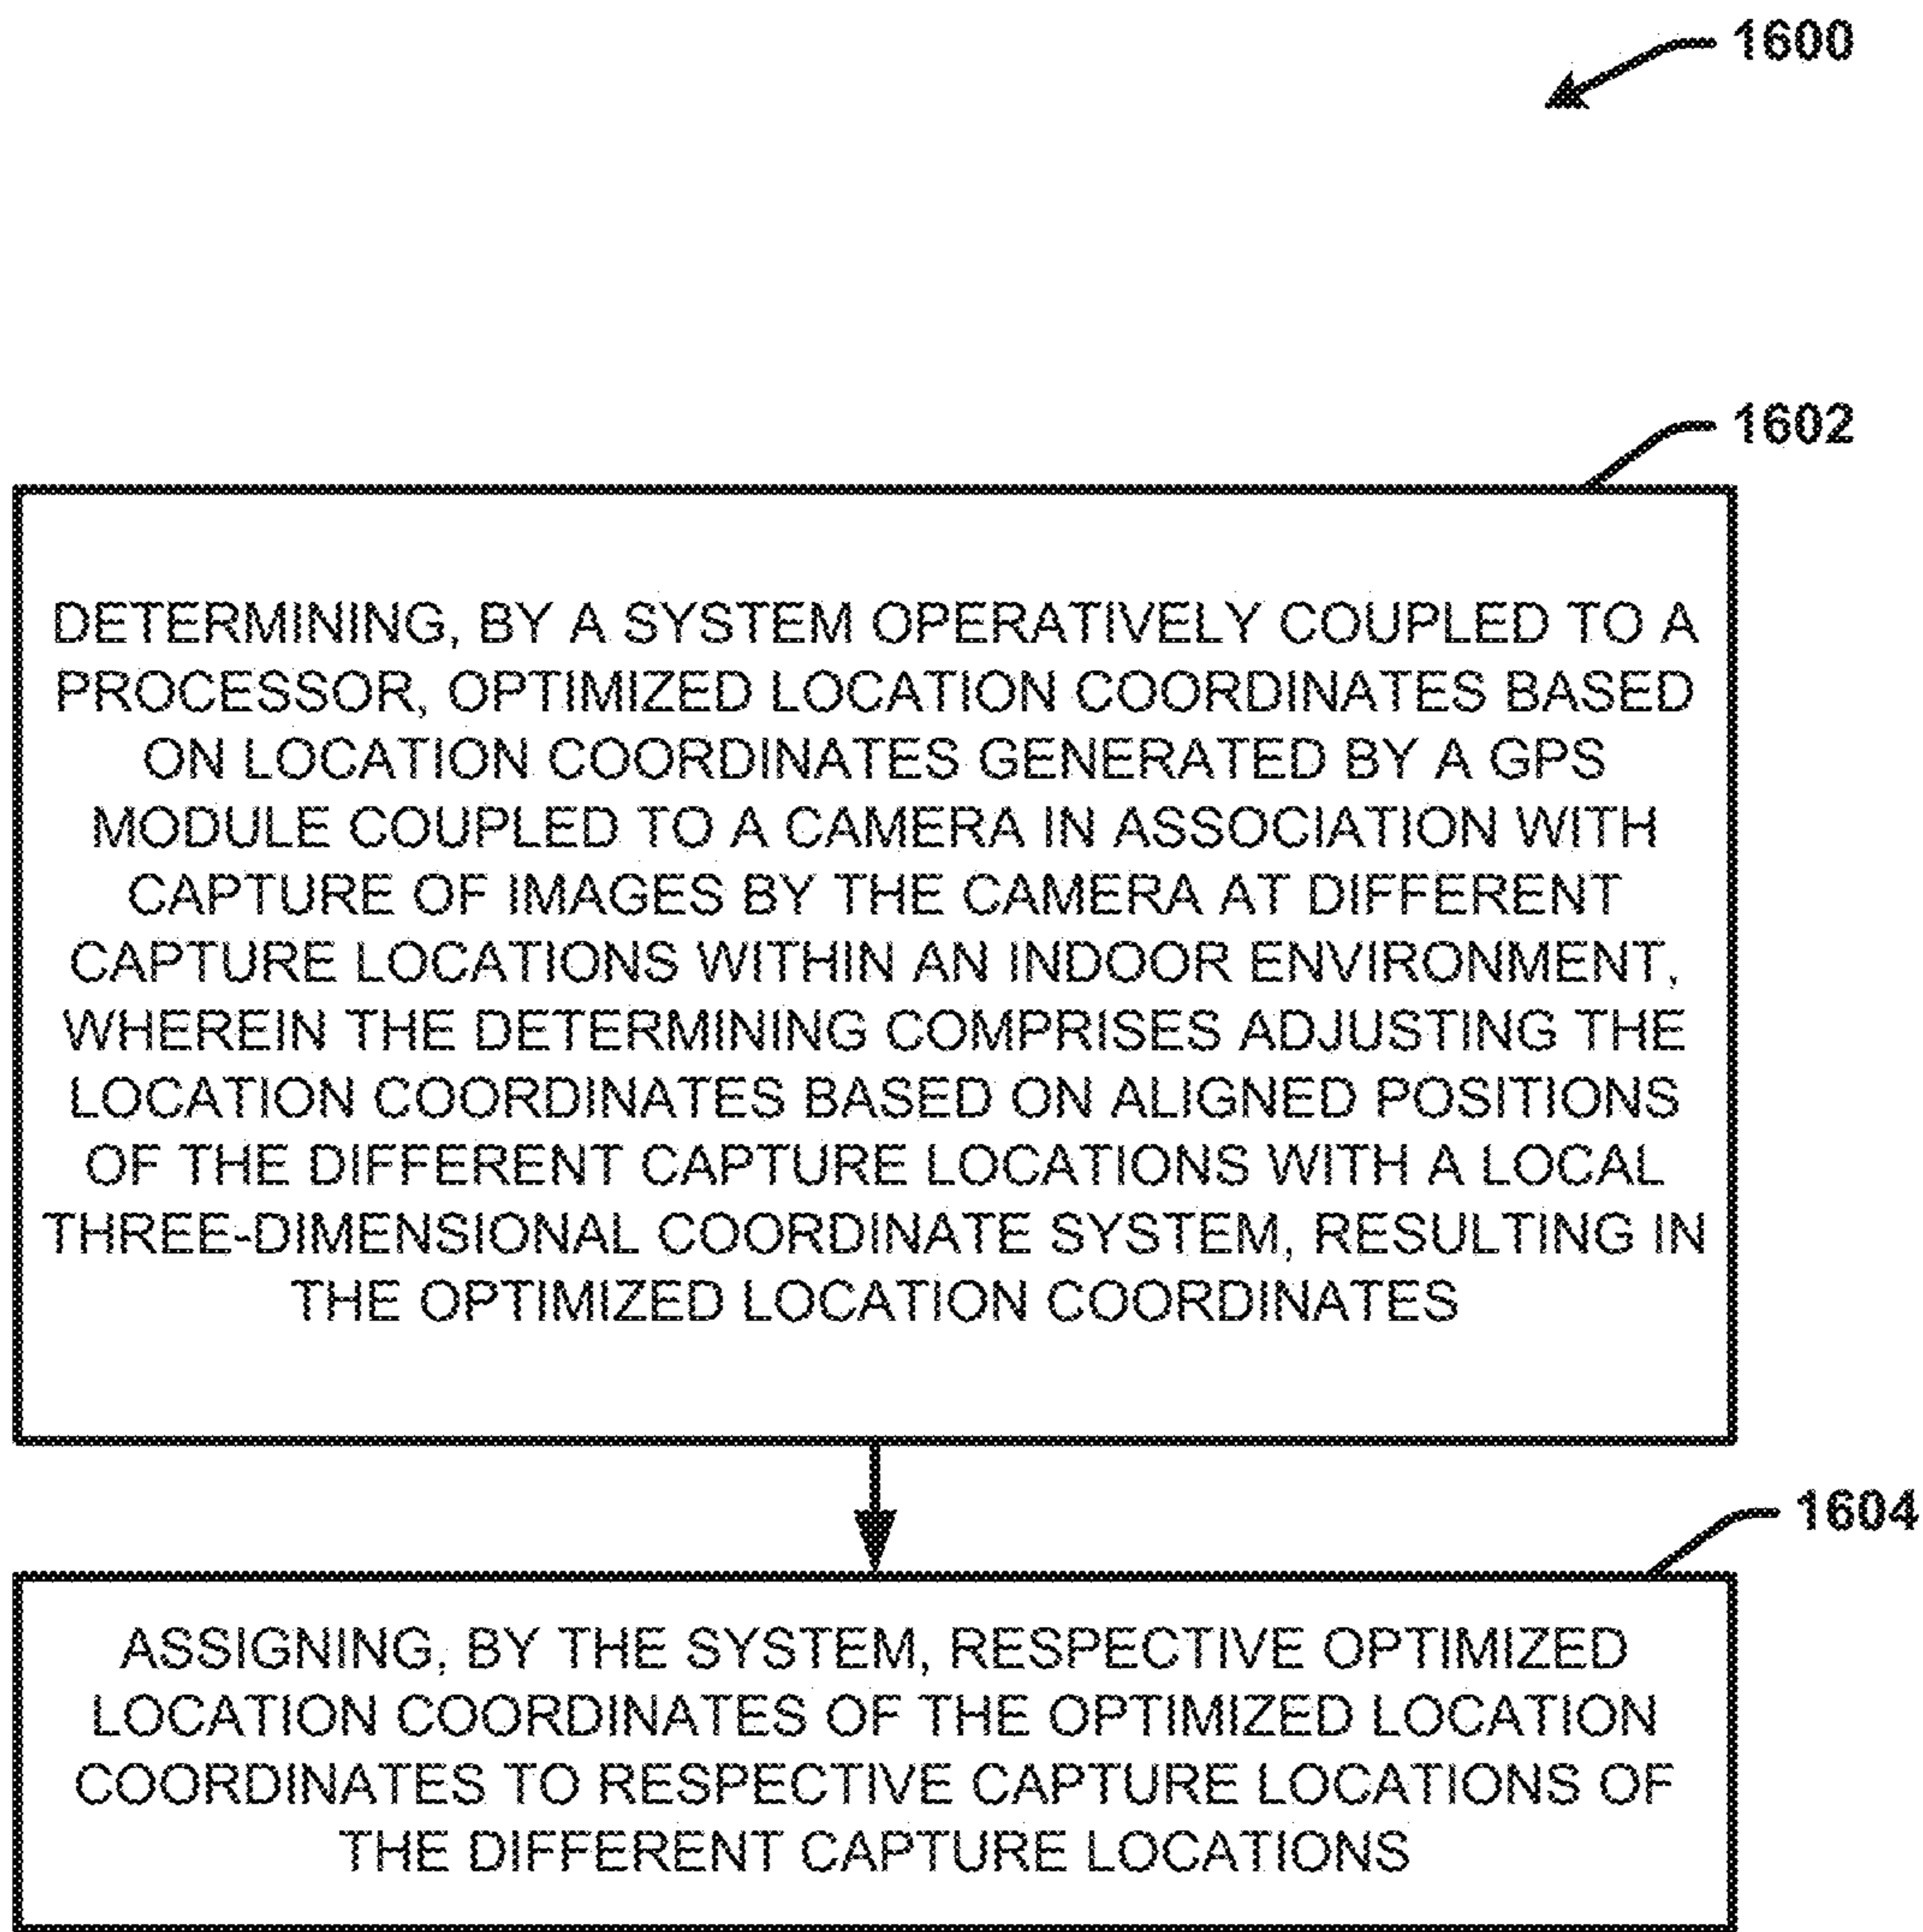 1600
1602
DETERMINING, BY A SYSTEM OPERATIVELY COUPLED TO A
PROCESSOR, OPTIMIZED LOCATION COORDINATES BASED
ON LOCATION COORDINATES GENERATED BY A GPS
MODULE COUPLED TO A CAMERA IN ASSOCIATION WITH
CAPTURE OF IMAGES BY THE CAMERA AT DIFFERENT
CAPTURE LOCATIONS WITHIN AN INDOOR ENVIRONMENT,
WHEREIN THE DETERMINING COMPRISES ADJUSTING THE
LOCATION COORDINATES BASED ON ALIGNED POSITIONS
OF THE DIFFERENT CAPTURE LOCATIONS WITH A LOCAL
THREE-DIMENSIONAL COORDINATE SYSTEM, RESULTING IN
THE OPTIMIZED LOCATION COORDINATES
1604
ASSIGNING, BY THE SYSTEM, RESPECTIVE OPTIMIZED
LOCATION COORDINATES OF THE OPTIMIZED LOCATION
COORDINATES TO RESPECTIVE CAPTURE LOCATIONS OF
THE DIFFERENT CAPTURE LOCATIONS